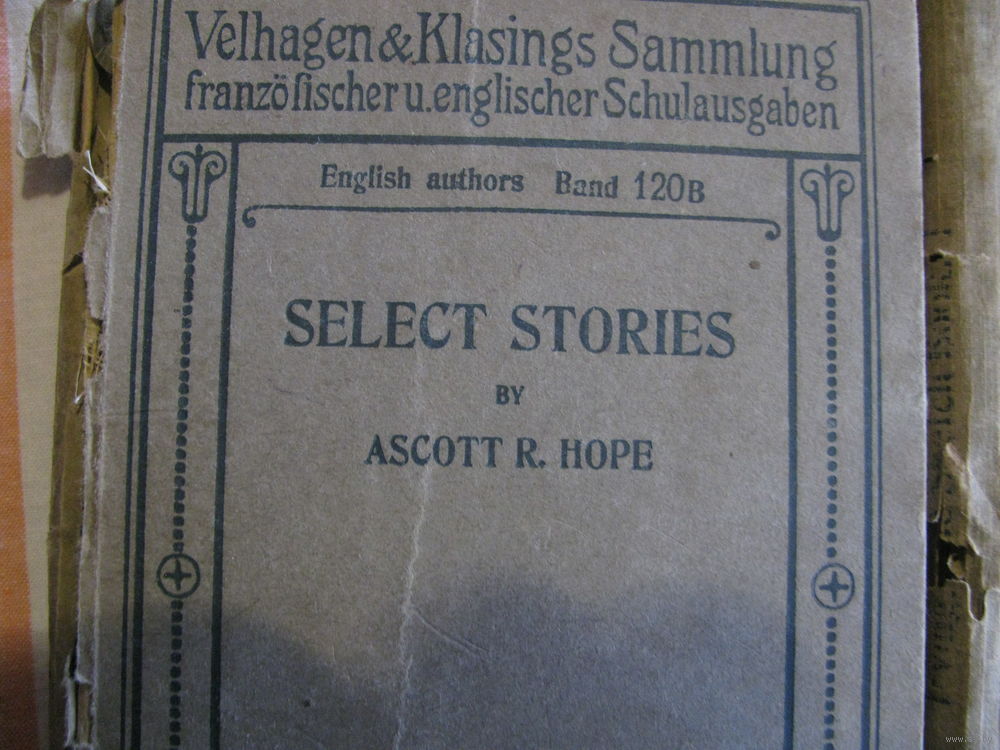 Velhagen & Klasings Sammlung
französischer u. englischer Schulausgaben
English authors Band 120B
SELECT STORIES
BY
ASCOTT R. HOPE